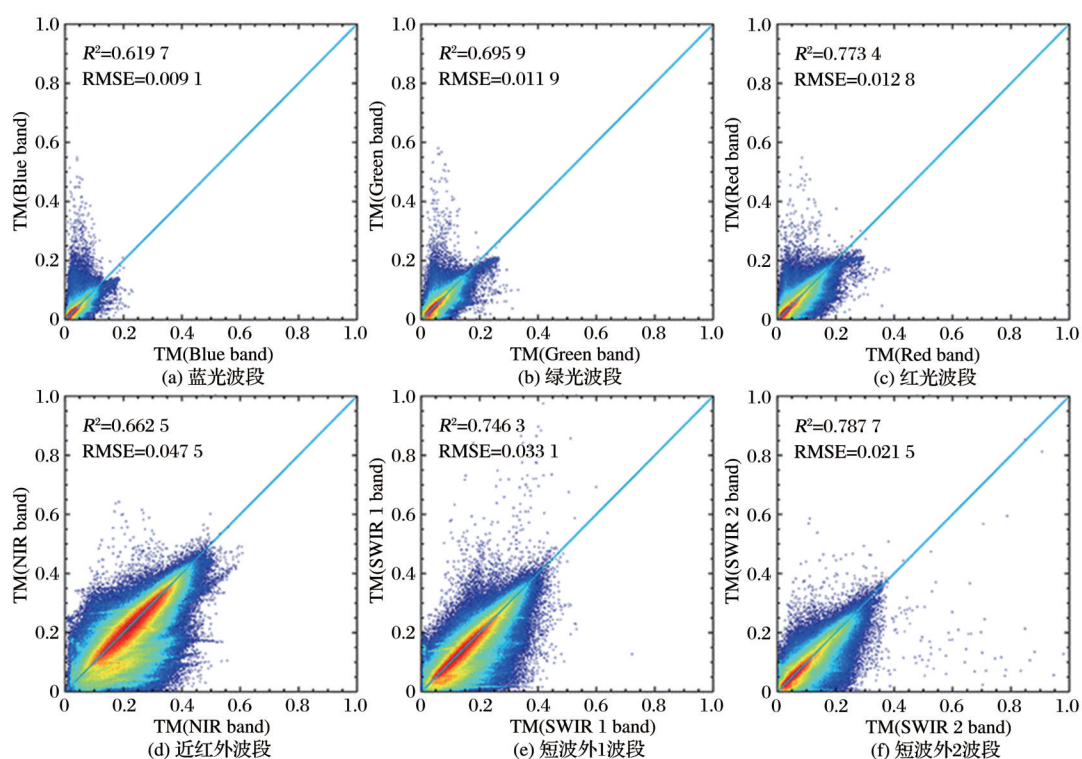 1.0
0.8
0.6
0.4
0.2
0
R²=0.619 7
RMSE=0.009 1
TM(Blue band)
0 0.2 0.4 0.6 0.8 1.0
TM(Blue band)
(a) 蓝光波段
1.0
0.8
0.6
0.4
0.2
0
R²=0.695 9
RMSE=0.011 9
TM(Green band)
0 0.2 0.4 0.6 0.8 1.0
TM(Green band)
(b) 绿光波段
1.0
0.8
0.6
0.4
0.2
0
R²=0.773 4
RMSE=0.012 8
TM(Red band)
0 0.2 0.4 0.6 0.8 1.0
TM(Red band)
(c) 红光波段
1.0
0.8
0.6
0.4
0.2
0
R²=0.662 5
RMSE=0.047 5
TM(NIR band)
0 0.2 0.4 0.6 0.8 1.0
TM(NIR band)
(d) 近红外波段
1.0
0.8
0.6
0.4
0.2
0
R²=0.746 3
RMSE=0.033 1
TM(SWIR 1 band)
0 0.2 0.4 0.6 0.8 1.0
TM(SWIR 1 band)
(e) 短波外1波段
1.0
0.8
0.6
0.4
0.2
0
R²=0.787 7
RMSE=0.021 5
TM(SWIR 2 band)
0 0.2 0.4 0.6 0.8 1.0
TM(SWIR 2 band)
(f) 短波外2波段